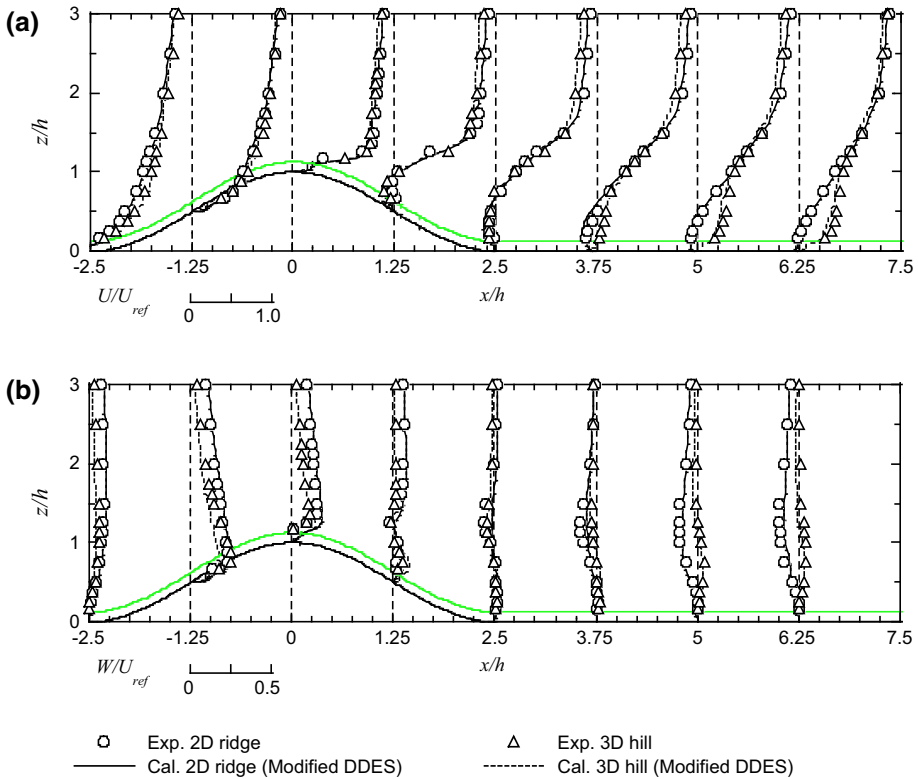 (a)
3
2
z/h
1
0
-2.5 -1.25 0 1.25 2.5 3.75 5 6.25 7.5
U/U_ref 0 1.0 x/h
(b)
3
2
z/h
1
0
-2.5 -1.25 0 1.25 2.5 3.75 5 6.25 7.5
W/U_ref 0 0.5 x/h
Exp. 2D ridge Exp. 3D hill
Cal. 2D ridge (Modified DDES) Cal. 3D hill (Modified DDES)